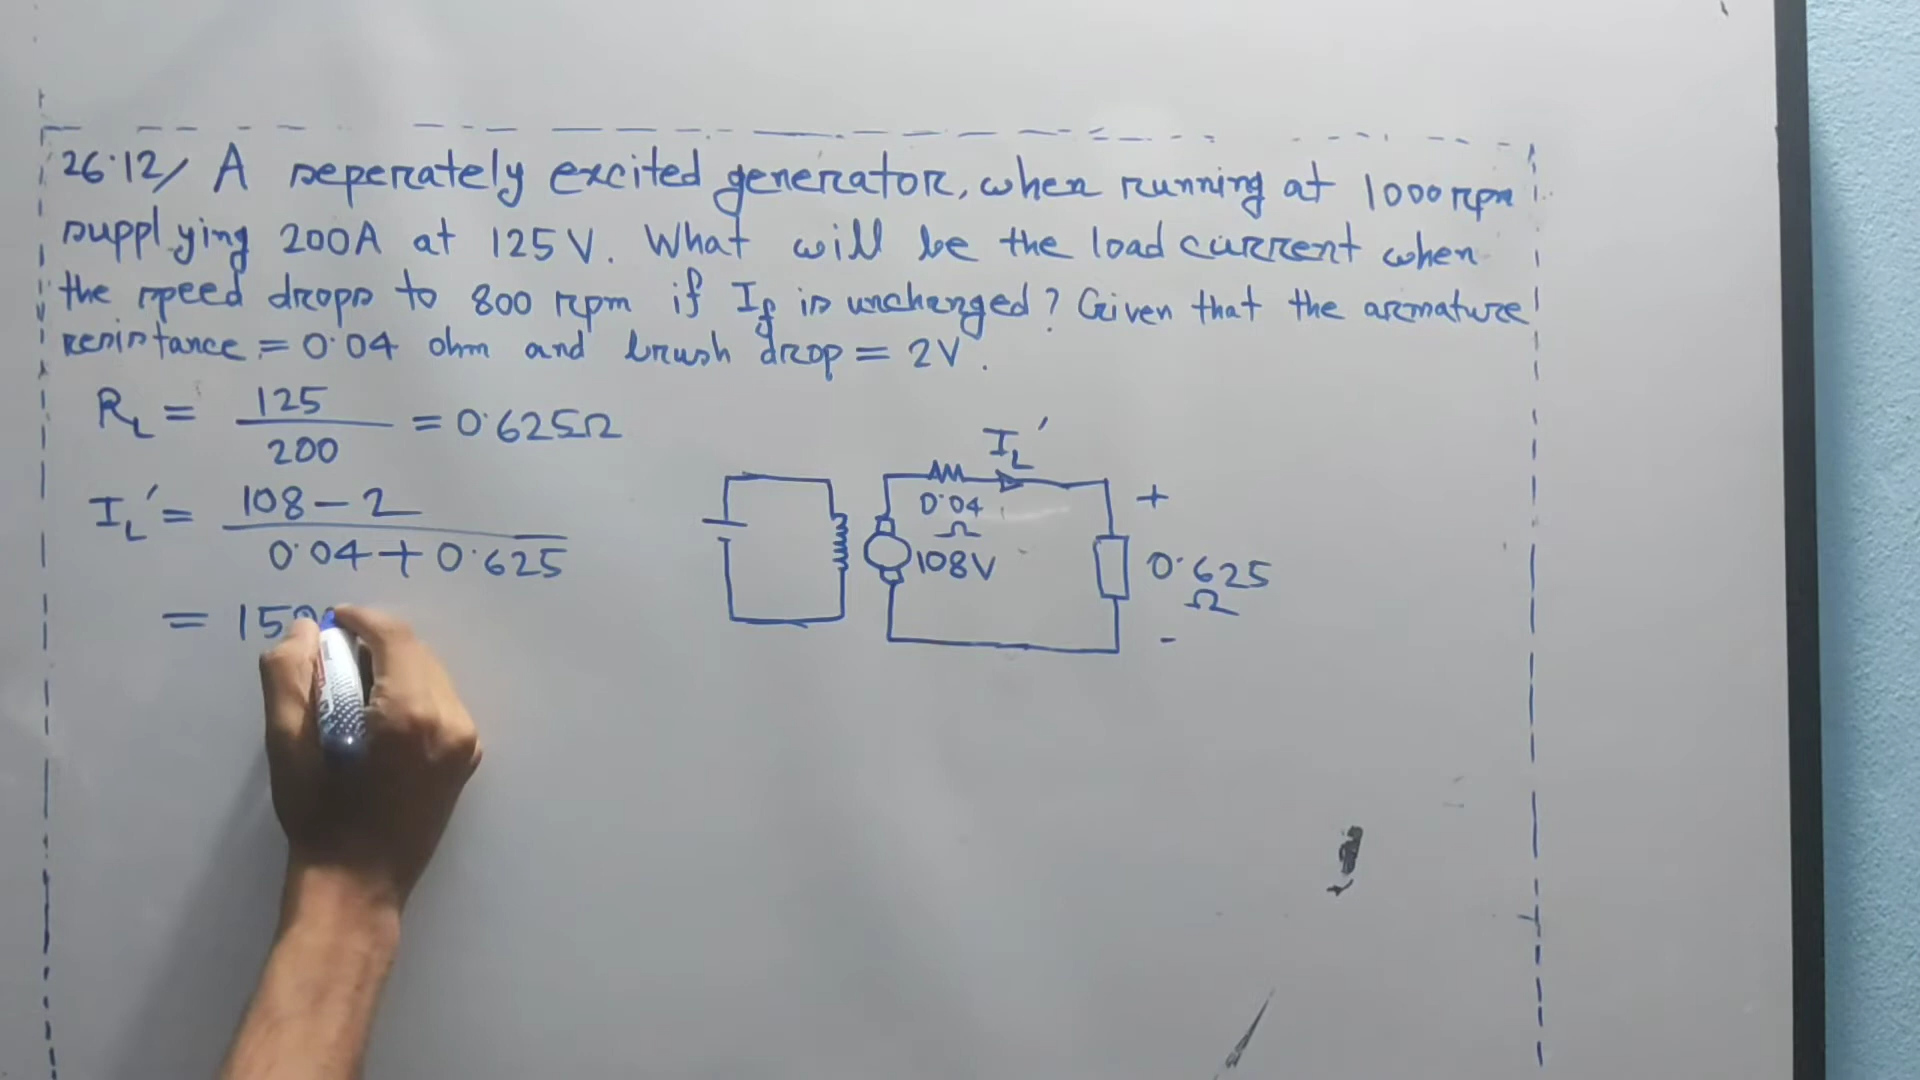 26.12/ A seperately excited generator, when running at 1000 rpm
supplying 200A at 125V. What will be the load current when
the speed drops to 800 rpm if If is unchanged? Given that the armature
resistance = 0.04 ohm and brush drop = 2V.
RL = 125/200 = 0.625Ω
IL' = (108 - 2)/(0.04 + 0.625)
= 15
IL'
0.04 Ω
108V
+
0.625 Ω
-